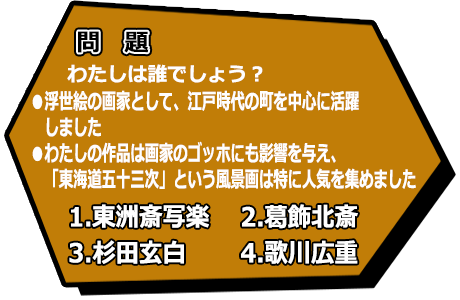 問 題
わたしは誰でしょう？
●浮世絵の画家として、江戸時代の町を中心に活躍
しました
●わたしの作品は画家のゴッホにも影響を与え、
「東海道五十三次」という風景画は特に人気を集めました
1.東洲斎写楽 2.葛飾北斎
3.杉田玄白 4.歌川広重